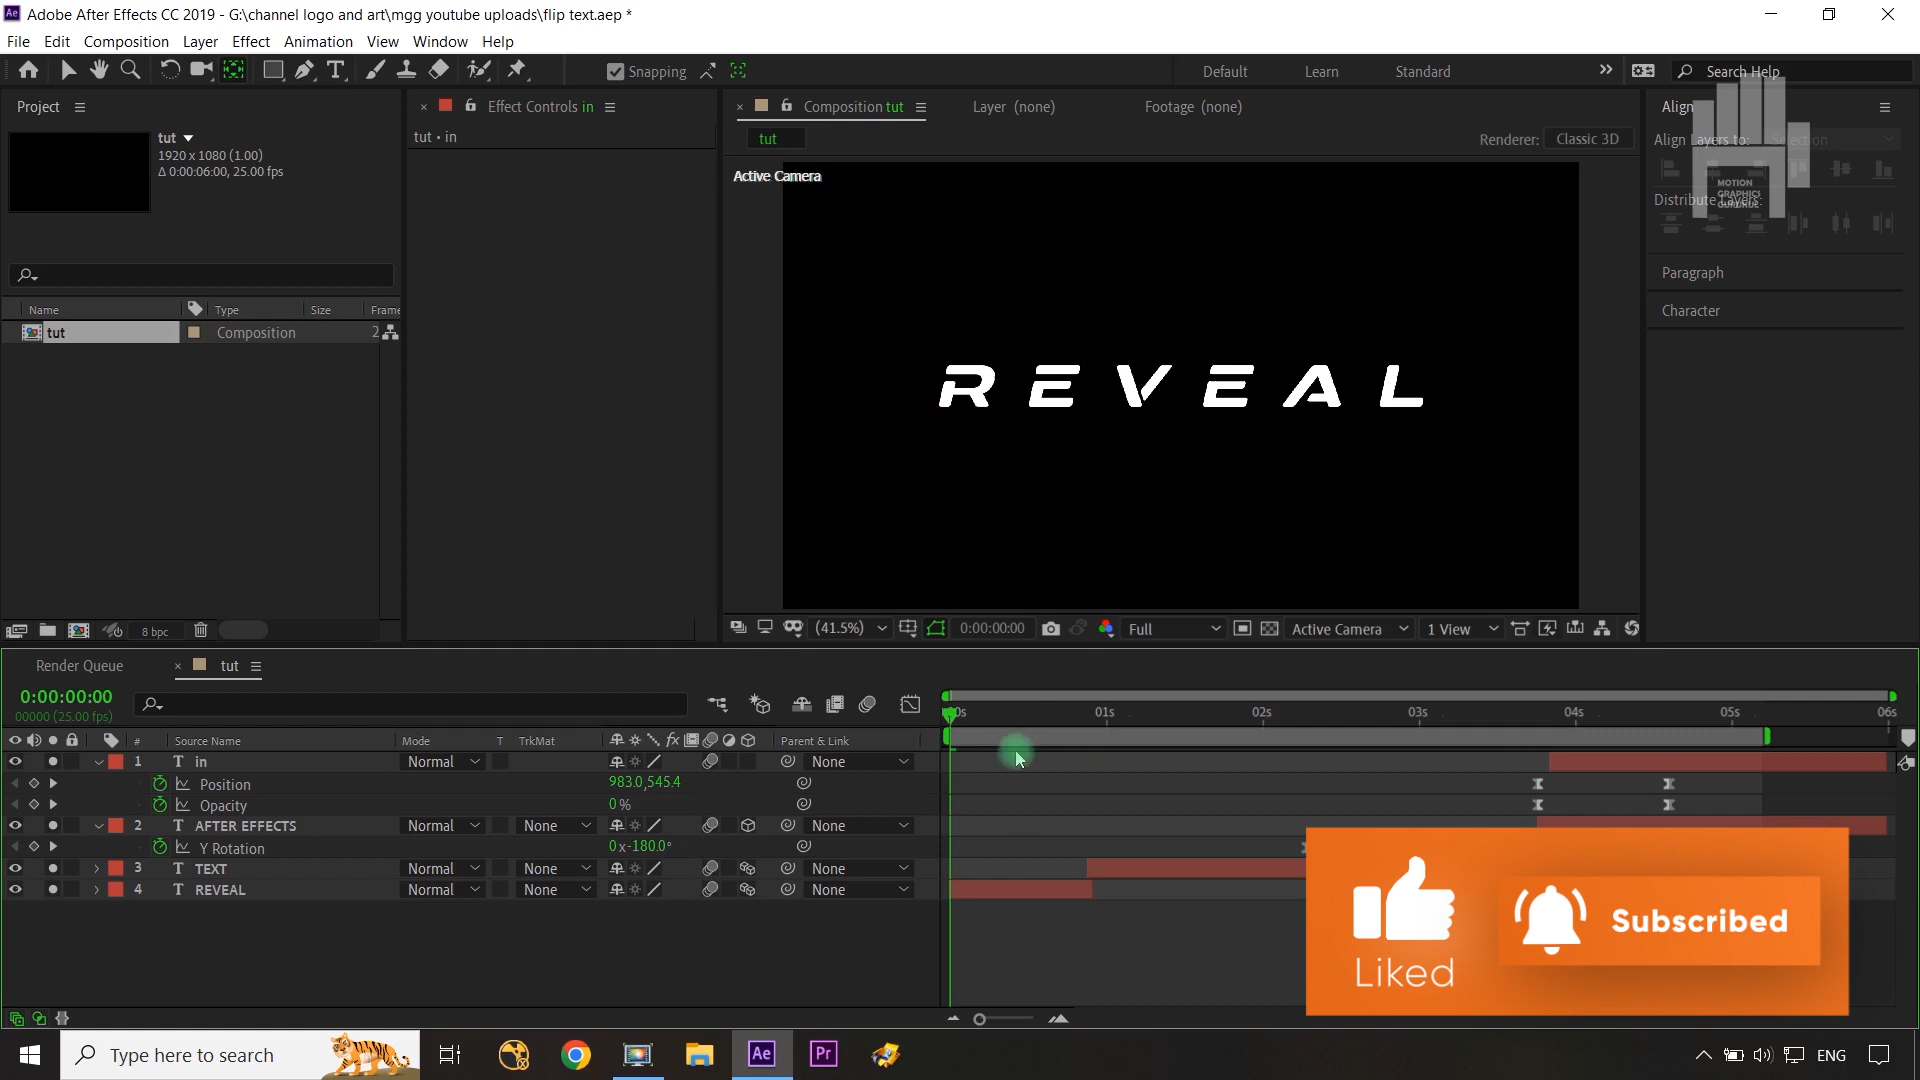 Adobe After Effects CC 2019 - G:\channel logo and art\mgg youtube uploads\flip text.aep *
File Edit Composition Layer Effect Animation View Window Help
Snapping Default Learn Standard Search Help
Project Effect Controls in Composition tut Layer (none) Footage (none) Align
tut tut • in tut Renderer: Classic 3D Align Layers to: Selection
1920 x 1080 (1.00)
Δ 0:00:06:00, 25.00 fps
Active Camera
MOTION
GRAPHICS
Distribute Layers:
Paragraph
Character
Name Type Size Frame
tut Composition 2
REVEAL
8 bpc (41.5%) 0:00:00:00 Full Active Camera 1 View
Render Queue tut
0:00:00:00
00000 (25.00 fps)
0s 01s 02s 03s 04s 05s 06s
# Source Name Mode T TrkMat Parent & Link
1 T in Normal None
Position 983.0,545.4
Opacity 0 %
2 T AFTER EFFECTS Normal None None
Y Rotation 0x-180.0°
3 T TEXT Normal None None
4 T REVEAL Normal None None
Liked
Subscribed
Type here to search Ae Pr ENG